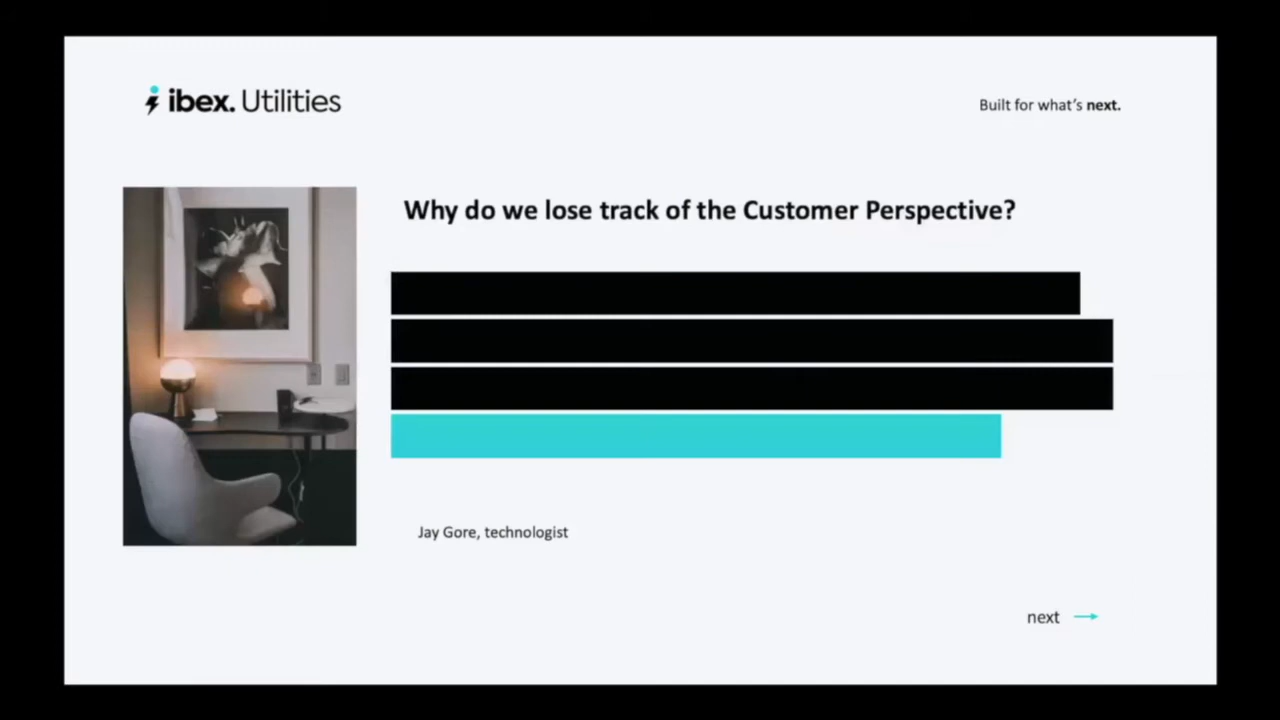 ibex. Utilities
Built for what's next.
Why do we lose track of the Customer Perspective?
Jay Gore, technologist
next